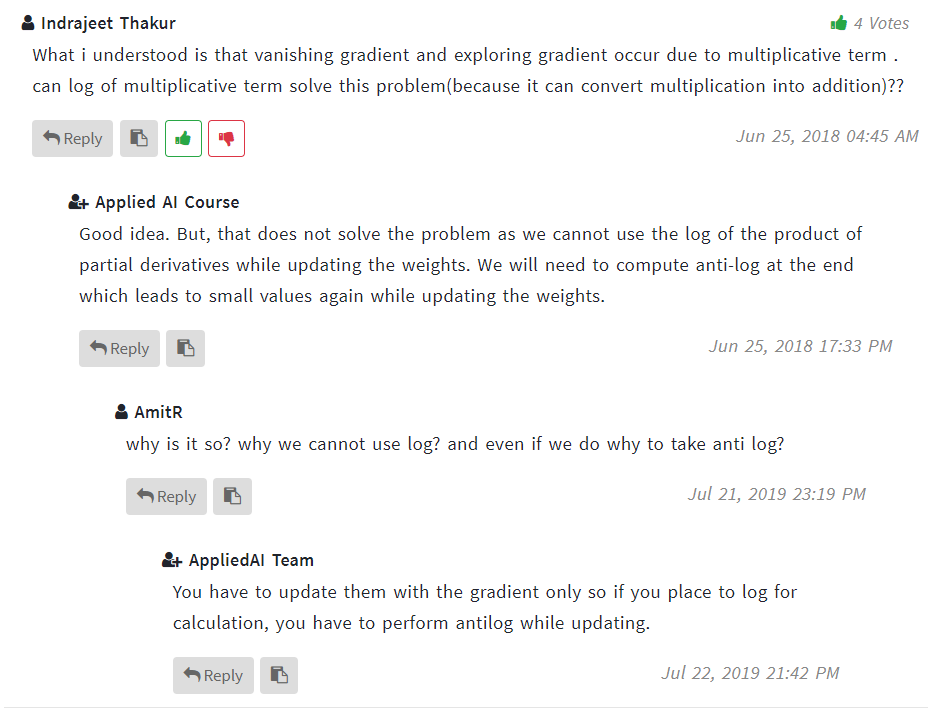 Indrajeet Thakur
4 Votes
What i understood is that vanishing gradient and exploring gradient occur due to multiplicative term .
can log of multiplicative term solve this problem(because it can convert multiplication into addition)??
Reply
Jun 25, 2018 04:45 AM
Applied AI Course
Good idea. But, that does not solve the problem as we cannot use the log of the product of
partial derivatives while updating the weights. We will need to compute anti-log at the end
which leads to small values again while updating the weights.
Reply
Jun 25, 2018 17:33 PM
AmitR
why is it so? why we cannot use log? and even if we do why to take anti log?
Reply
Jul 21, 2019 23:19 PM
AppliedAI Team
You have to update them with the gradient only so if you place to log for
calculation, you have to perform antilog while updating.
Reply
Jul 22, 2019 21:42 PM